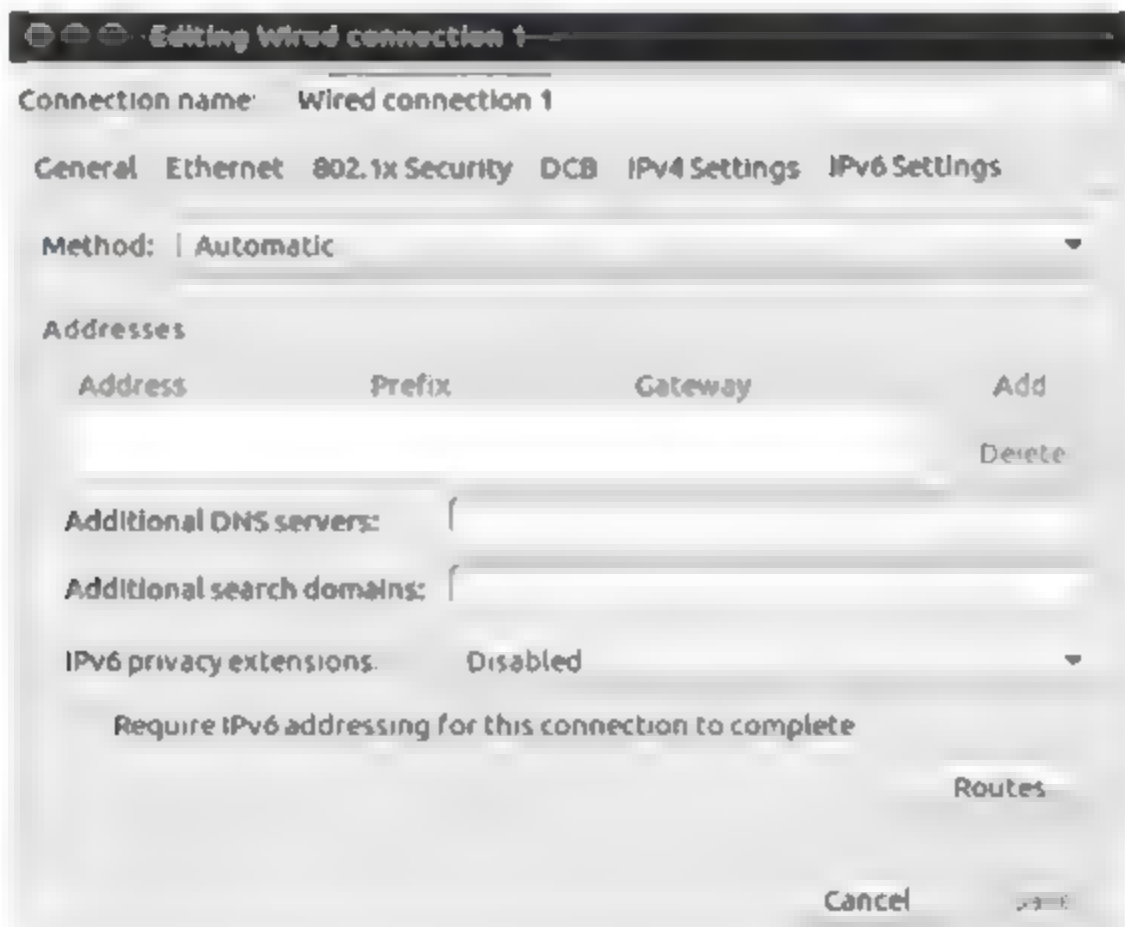 Editing Wired connection 1
Connection name: Wired connection 1
General Ethernet 802.1x Security DCB IPv4 Settings IPv6 Settings
Method: Automatic
Addresses
Address Prefix Gateway Add
Delete
Additional DNS servers:
Additional search domains:
IPv6 privacy extensions Disabled
Require IPv6 addressing for this connection to complete
Routes
Cancel